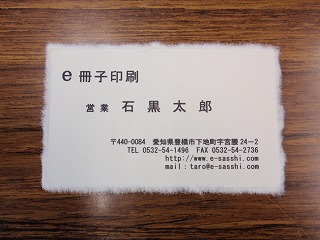 e冊子印刷
営業 石黒太郎
〒440-0084 愛知県豊橋市下地町字宮腰24-2
TEL 0532-54-1496 FAX 0532-54-2736
http://www.e-sasshi.com
mail：taro@e-sasshi.com